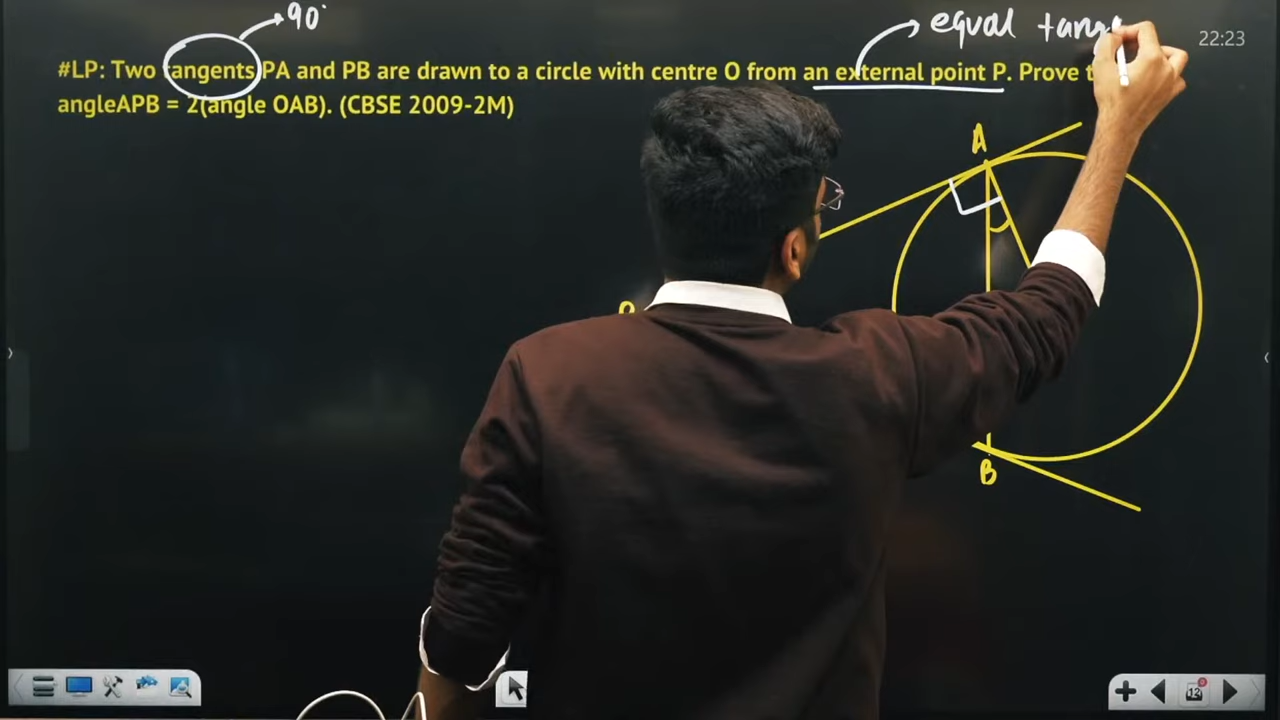 90°
equal
22:23
#LP: Two tangents PA and PB are drawn to a circle with centre O from an external point P. Prove
angleAPB = 2(angle OAB). (CBSE 2009-2M)
A
B
12